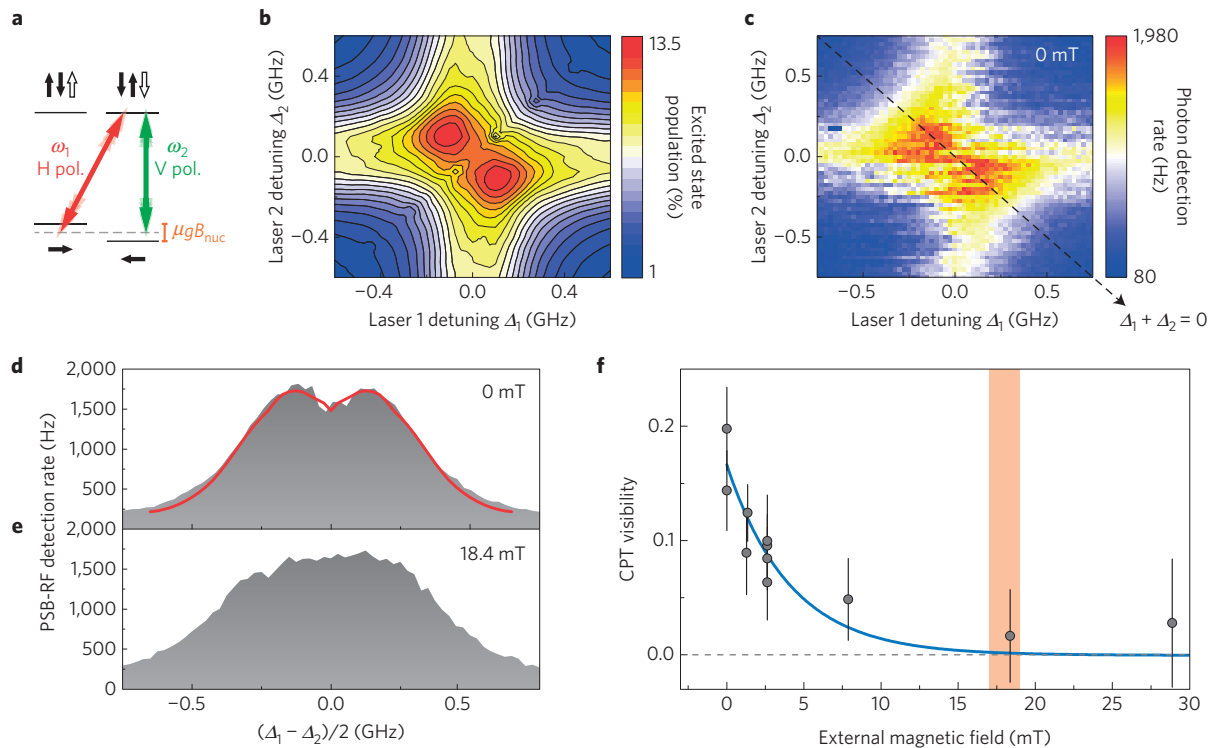 a
ω1
H pol.
ω2
V pol.
μgBnuc
b
Laser 2 detuning Δ2 (GHz)
0.4
0.0
−0.4
−0.4
0.0
0.4
Laser 1 detuning Δ1 (GHz)
13.5
1
Excited state
population (%)
c
0 mT
Laser 2 detuning Δ2 (GHz)
0.5
0.0
−0.5
−0.5
0.0
0.5
Laser 1 detuning Δ1 (GHz)
Δ1 + Δ2 = 0
1,980
80
Photon detection
rate (Hz)
d
0 mT
2,000
1,500
1,000
500
e
18.4 mT
2,000
1,500
1,000
500
0
PSB-RF detection rate (Hz)
−0.5
0.0
0.5
(Δ1 − Δ2)/2 (GHz)
f
CPT visibility
0.2
0.1
0.0
0
5
10
15
20
25
30
External magnetic field (mT)